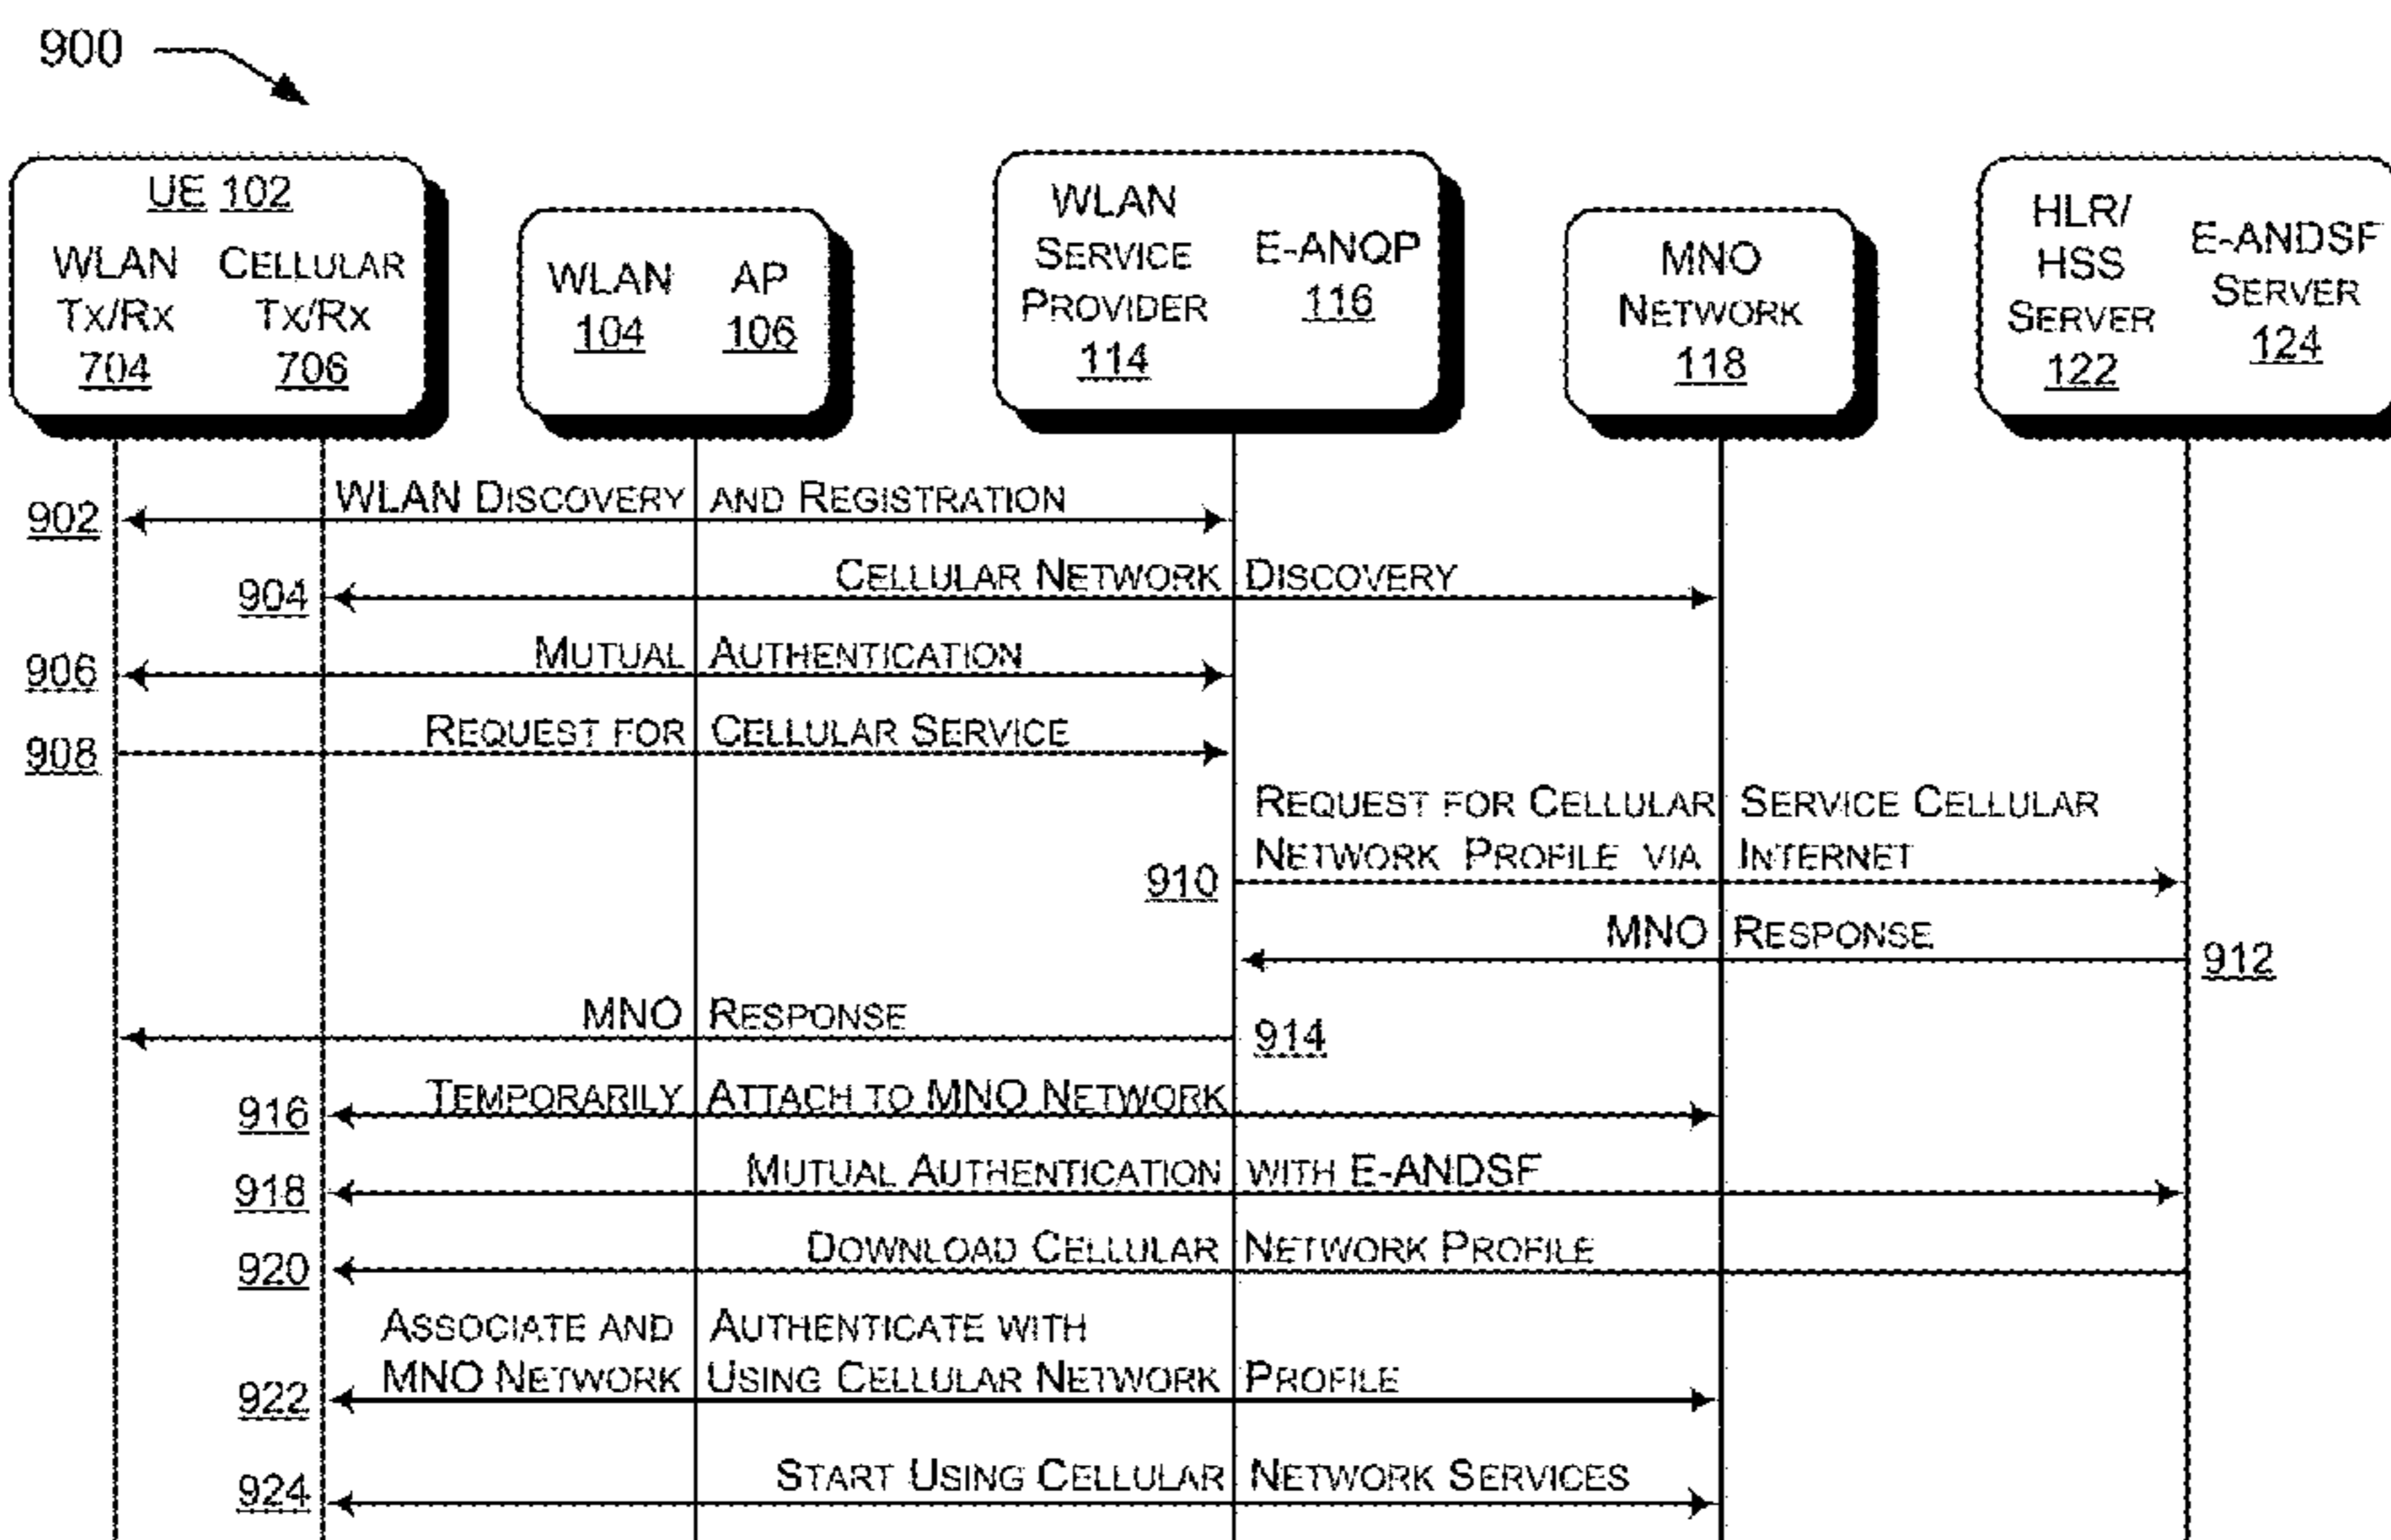 900
UE 102
WLAN Tx/Rx 704
CELLULAR Tx/Rx 706
WLAN 104
AP 106
WLAN SERVICE PROVIDER 114
E-ANQP 116
MNO NETWORK 118
HLR/ HSS SERVER 122
E-ANDSF SERVER 124
902 WLAN DISCOVERY AND REGISTRATION
904 CELLULAR NETWORK DISCOVERY
906 MUTUAL AUTHENTICATION
908 REQUEST FOR CELLULAR SERVICE
REQUEST FOR CELLULAR SERVICE CELLULAR
910 NETWORK PROFILE VIA INTERNET
MNO RESPONSE 912
MNO RESPONSE 914
916 TEMPORARILY ATTACH TO MNO NETWORK
918 MUTUAL AUTHENTICATION WITH E-ANDSF
920 DOWNLOAD CELLULAR NETWORK PROFILE
ASSOCIATE AND AUTHENTICATE WITH
922 MNO NETWORK USING CELLULAR NETWORK PROFILE
924 START USING CELLULAR NETWORK SERVICES